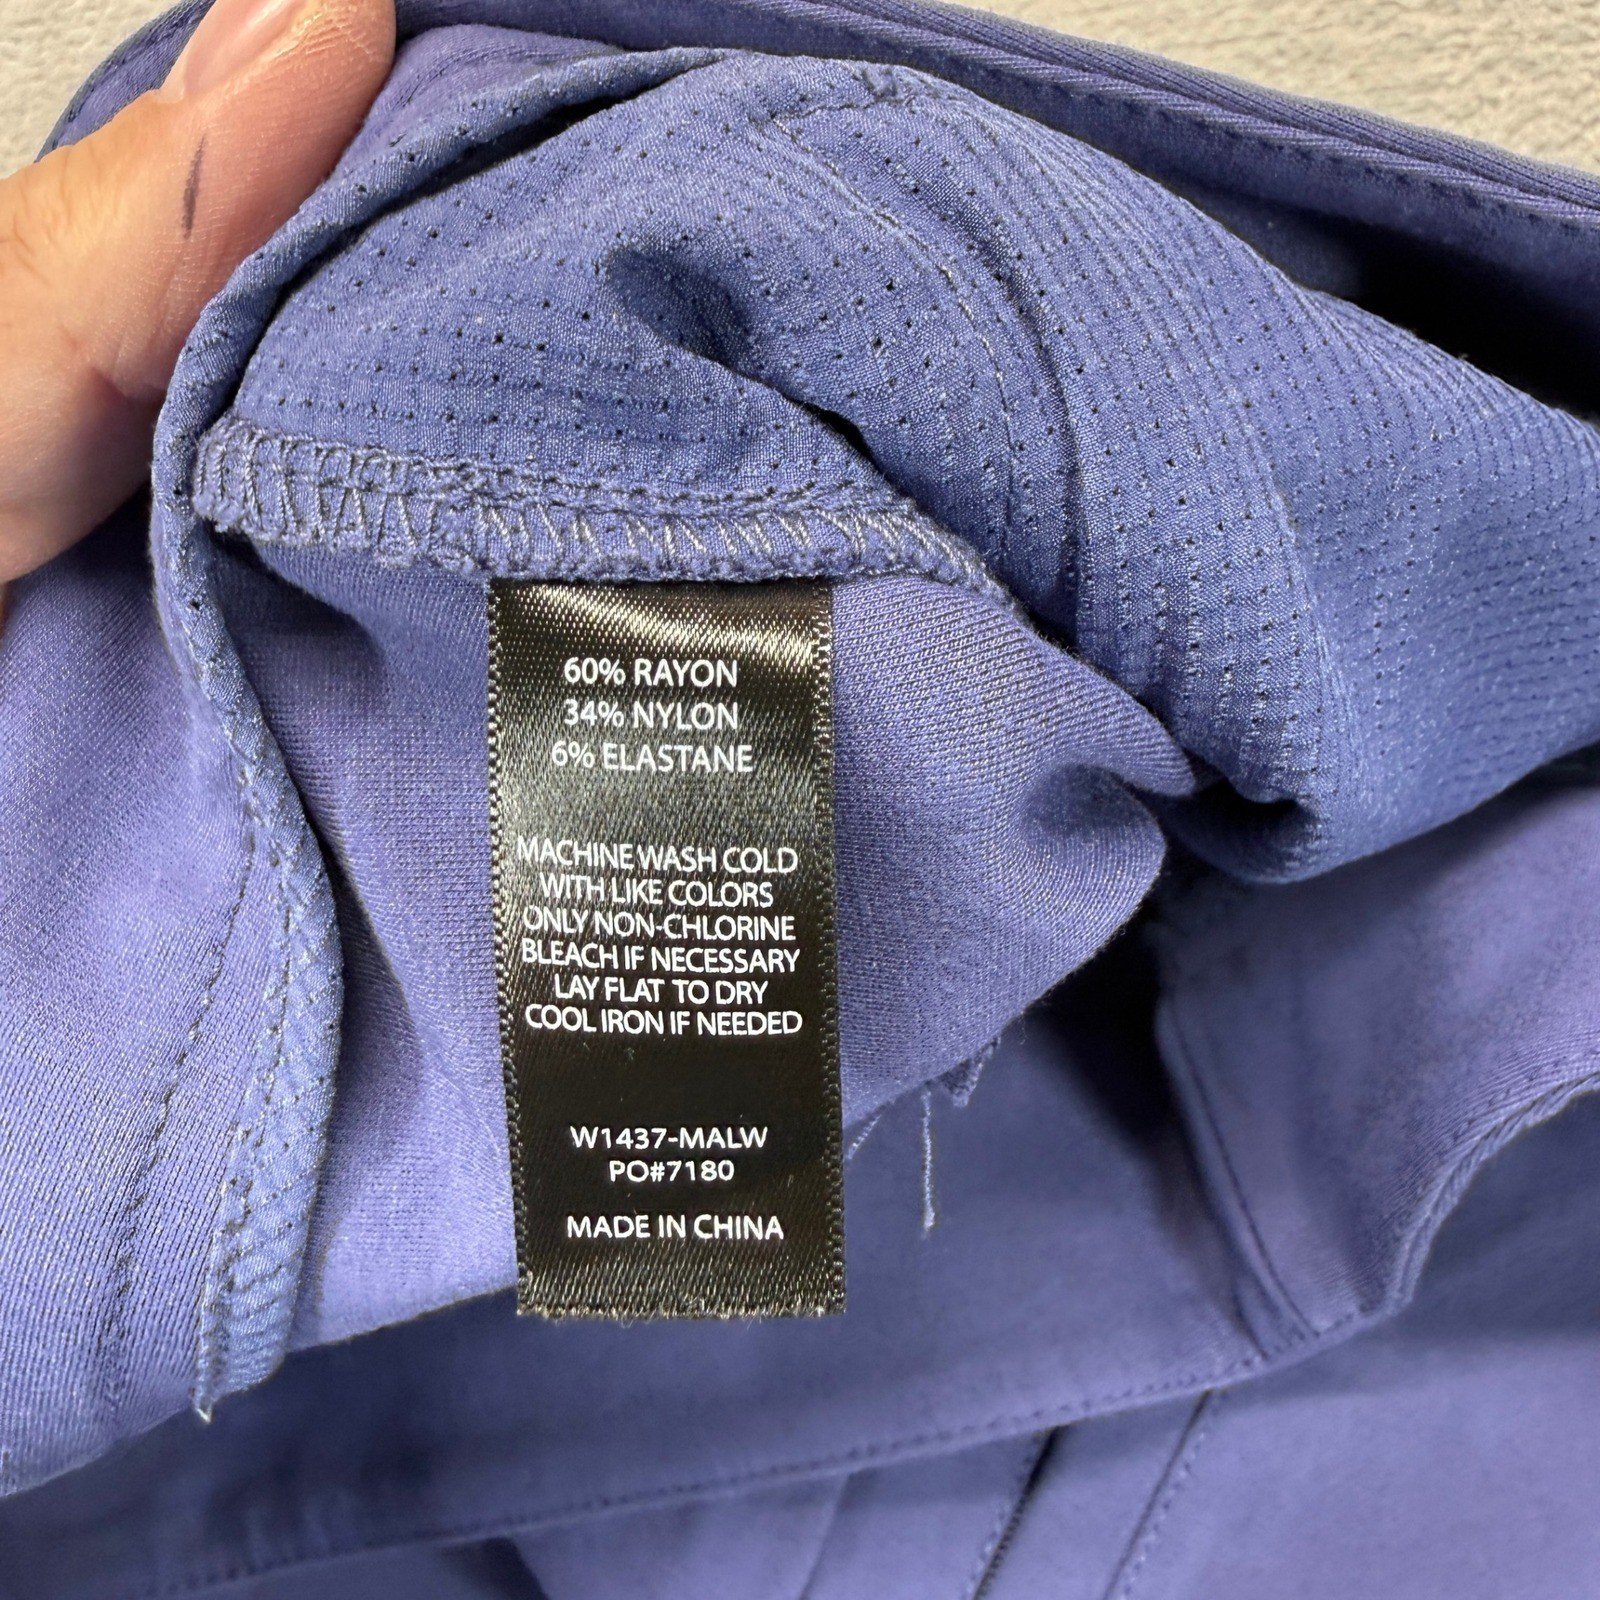 60% RAYON
34% NYLON
6% ELASTANE
MACHINE WASH COLD
WITH LIKE COLORS
ONLY NON-CHLORINE
BLEACH IF NECESSARY
LAY FLAT TO DRY
COOL IRON IF NEEDED
W1437-MALW
PO#7180
MADE IN CHINA